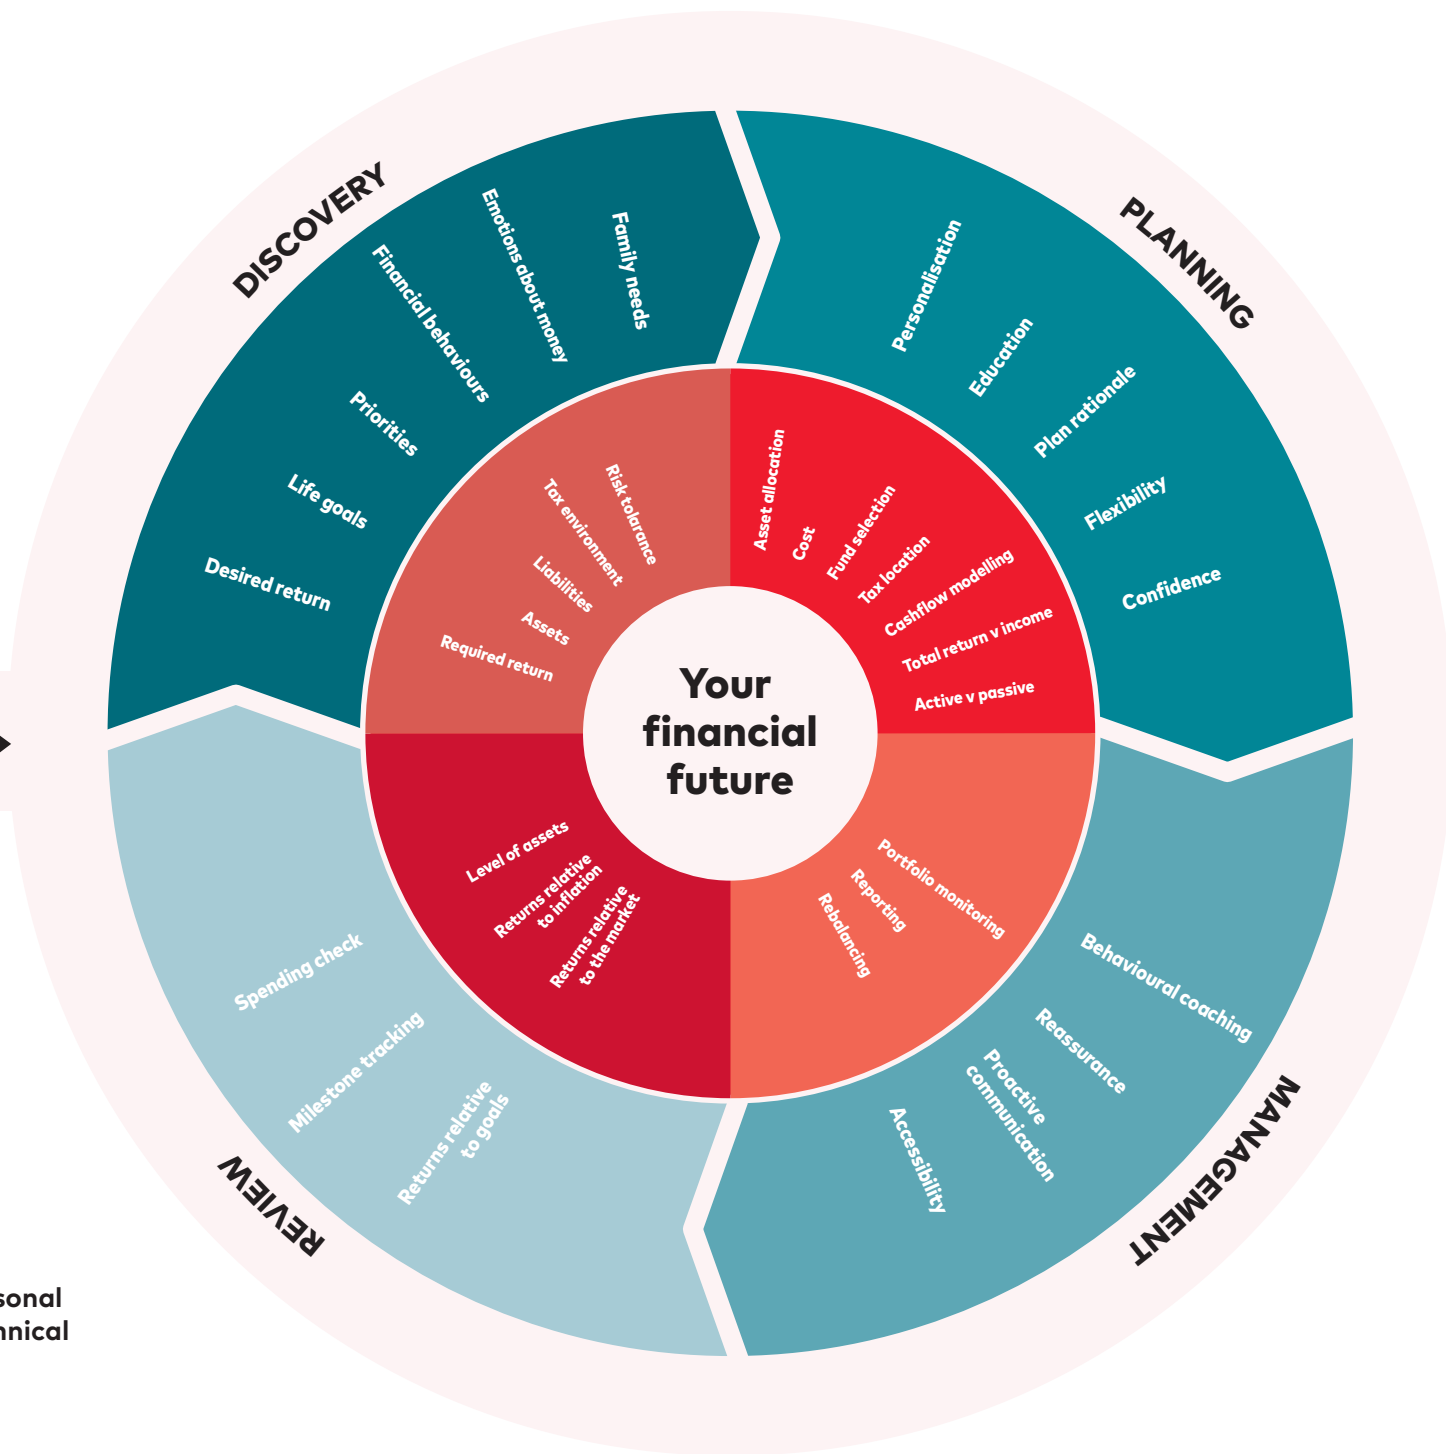 DISCOVERY
Desired return
Life goals
Priorities
Financial behaviours
Emotions about money
Family needs
Required return
Assets
Liabilities
Tax environment
Risk tolarance
PLANNING
Personalisation
Education
Plan rationale
Flexibility
Confidence
Asset allocation
Cost
Fund selection
Tax location
Cashflow modelling
Total return v income
Active v passive
Your
financial
future
MANAGEMENT
Behavioural coaching
Reassurance
Proactive
communication
Accessibility
Portfolio monitoring
Reporting
Rebalancing
REVIEW
Spending check
Milestone tracking
Returns relative
to goals
Level of assets
Returns relative
to inflation
Returns relative
to the market
sonal
hnical